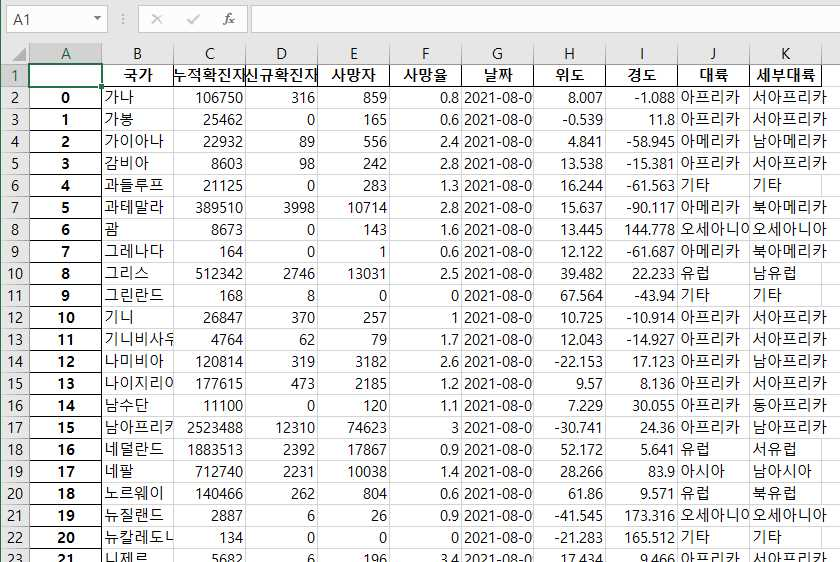 A1 fx
A B C D E F G H I J K
1 국가 누적확진자 신규확진자 사망자 사망율 날짜 위도 경도 대륙 세부대륙
2 0 가나 106750 316 859 0.8 2021-08-0 8.007 -1.088 아프리카 서아프리카
3 1 가봉 25462 0 165 0.6 2021-08-0 -0.539 11.8 아프리카 서아프리카
4 2 가이아나 22932 89 556 2.4 2021-08-0 4.841 -58.945 아메리카 남아메리카
5 3 감비아 8603 98 242 2.8 2021-08-0 13.538 -15.381 아프리카 서아프리카
6 4 과들루프 21125 0 283 1.3 2021-08-0 16.244 -61.563 기타 기타
7 5 과테말라 389510 3998 10714 2.8 2021-08-0 15.637 -90.117 아메리카 북아메리카
8 6 괌 8673 0 143 1.6 2021-08-0 13.445 144.778 오세아니아 오세아니아
9 7 그레나다 164 0 1 0.6 2021-08-0 12.122 -61.687 아메리카 북아메리카
10 8 그리스 512342 2746 13031 2.5 2021-08-0 39.482 22.233 유럽 남유럽
11 9 그린란드 168 8 0 0 2021-08-0 67.564 -43.94 기타 기타
12 10 기니 26847 370 257 1 2021-08-0 10.725 -10.914 아프리카 서아프리카
13 11 기니비사우 4764 62 79 1.7 2021-08-0 12.043 -14.927 아프리카 서아프리카
14 12 나미비아 120814 319 3182 2.6 2021-08-0 -22.153 17.123 아프리카 남아프리카
15 13 나이지리아 177615 473 2185 1.2 2021-08-0 9.57 8.136 아프리카 서아프리카
16 14 남수단 11100 0 120 1.1 2021-08-0 7.229 30.055 아프리카 동아프리카
17 15 남아프리카 2523488 12310 74623 3 2021-08-0 -30.741 24.36 아프리카 남아프리카
18 16 네덜란드 1883513 2392 17867 0.9 2021-08-0 52.172 5.641 유럽 서유럽
19 17 네팔 712740 2231 10038 1.4 2021-08-0 28.266 83.9 아시아 남아시아
20 18 노르웨이 140466 262 804 0.6 2021-08-0 61.86 9.571 유럽 북유럽
21 19 뉴질랜드 2887 6 26 0.9 2021-08-0 -41.545 173.316 오세아니아 오세아니아
22 20 뉴칼레도니 134 0 0 0 2021-08-0 -21.283 165.512 기타 기타
23 21 니제르 5682 6 196 3.4 2021-08-0 17.434 9.466 아프리카 서아프리카